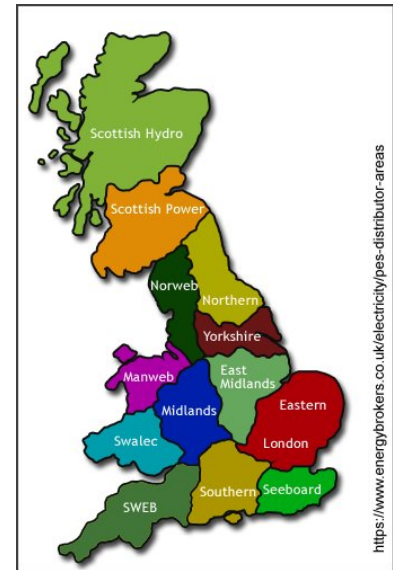 Scottish Hydro
Scottish Power
Norweb
Northern
Yorkshire
Manweb
East
Midlands
Midlands
Eastern
London
Swalec
Southern
Seeboard
SWEB
https://www.energybrokers.co.uk/electricity/pes-distributor-areas